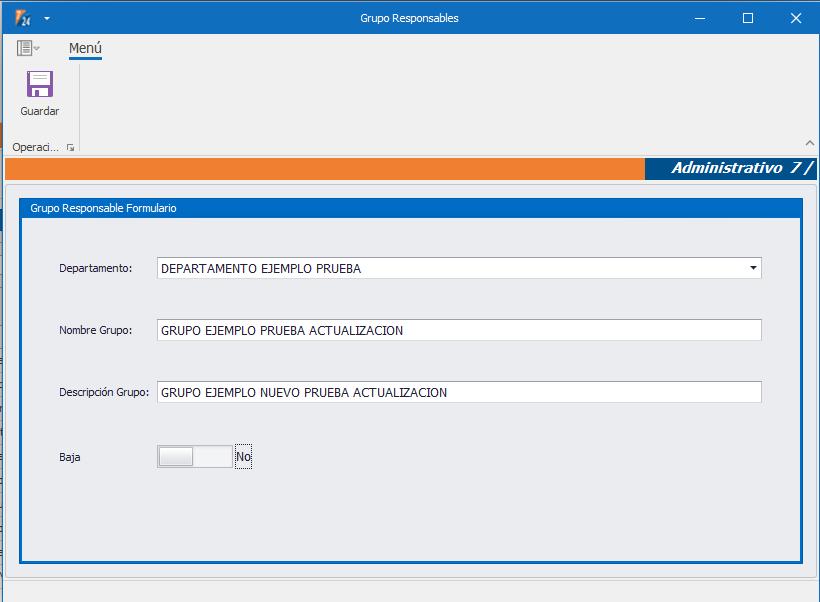 24
Grupo Responsables
Menú
Guardar
Operaci...
Administrativo 7 /
Grupo Responsable Formulario
Departamento: DEPARTAMENTO EJEMPLO PRUEBA
Nombre Grupo: GRUPO EJEMPLO PRUEBA ACTUALIZACION
Descripción Grupo: GRUPO EJEMPLO NUEVO PRUEBA ACTUALIZACION
Baja No